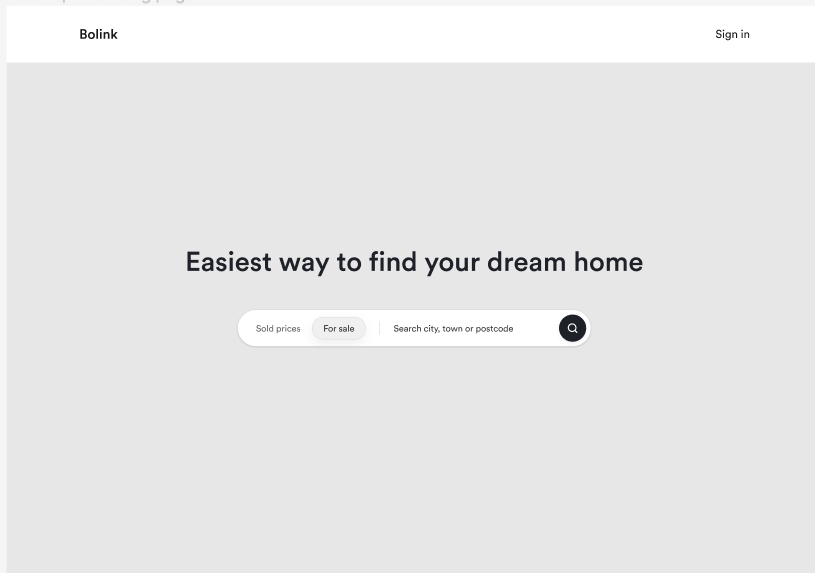 Bolink
Sign in
Easiest way to find your dream home
Sold prices
For sale
Search city, town or postcode